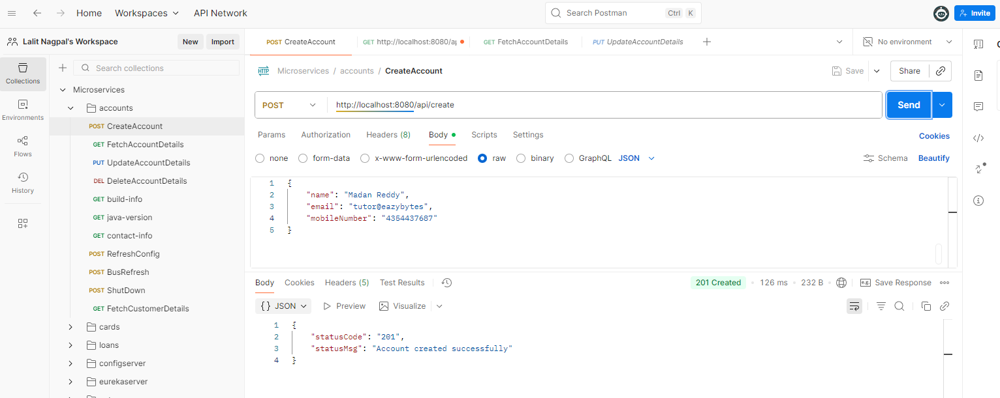 Home Workspaces API Network Search Postman Ctrl K Invite
Lalit Nagpal's Workspace New Import POST CreateAccount GET http://localhost:8080/ap GET FetchAccountDetails PUT UpdateAccountDetails No environment
Collections
Environments
Flows
History
Search collections
Microservices
accounts
POST CreateAccount
GET FetchAccountDetails
PUT UpdateAccountDetails
DEL DeleteAccountDetails
GET build-info
GET java-version
GET contact-info
POST RefreshConfig
POST BusRefresh
POST ShutDown
GET FetchCustomerDetails
cards
loans
configserver
eurekaserver
HTTP Microservices / accounts / CreateAccount Save Share
POST http://localhost:8080/api/create Send
Params Authorization Headers (8) Body Scripts Settings Cookies
none form-data x-www-form-urlencoded raw binary GraphQL JSON Schema Beautify
1 {
2 "name": "Madan Reddy",
3 "email": "tutor@eazybytes",
4 "mobileNumber": "4354437687"
5 }
Body Cookies Headers (5) Test Results 201 Created 126 ms 232 B e.g. Save Response
{} JSON Preview Visualize
1 {
2 "statusCode": "201",
3 "statusMsg": "Account created successfully"
4 }